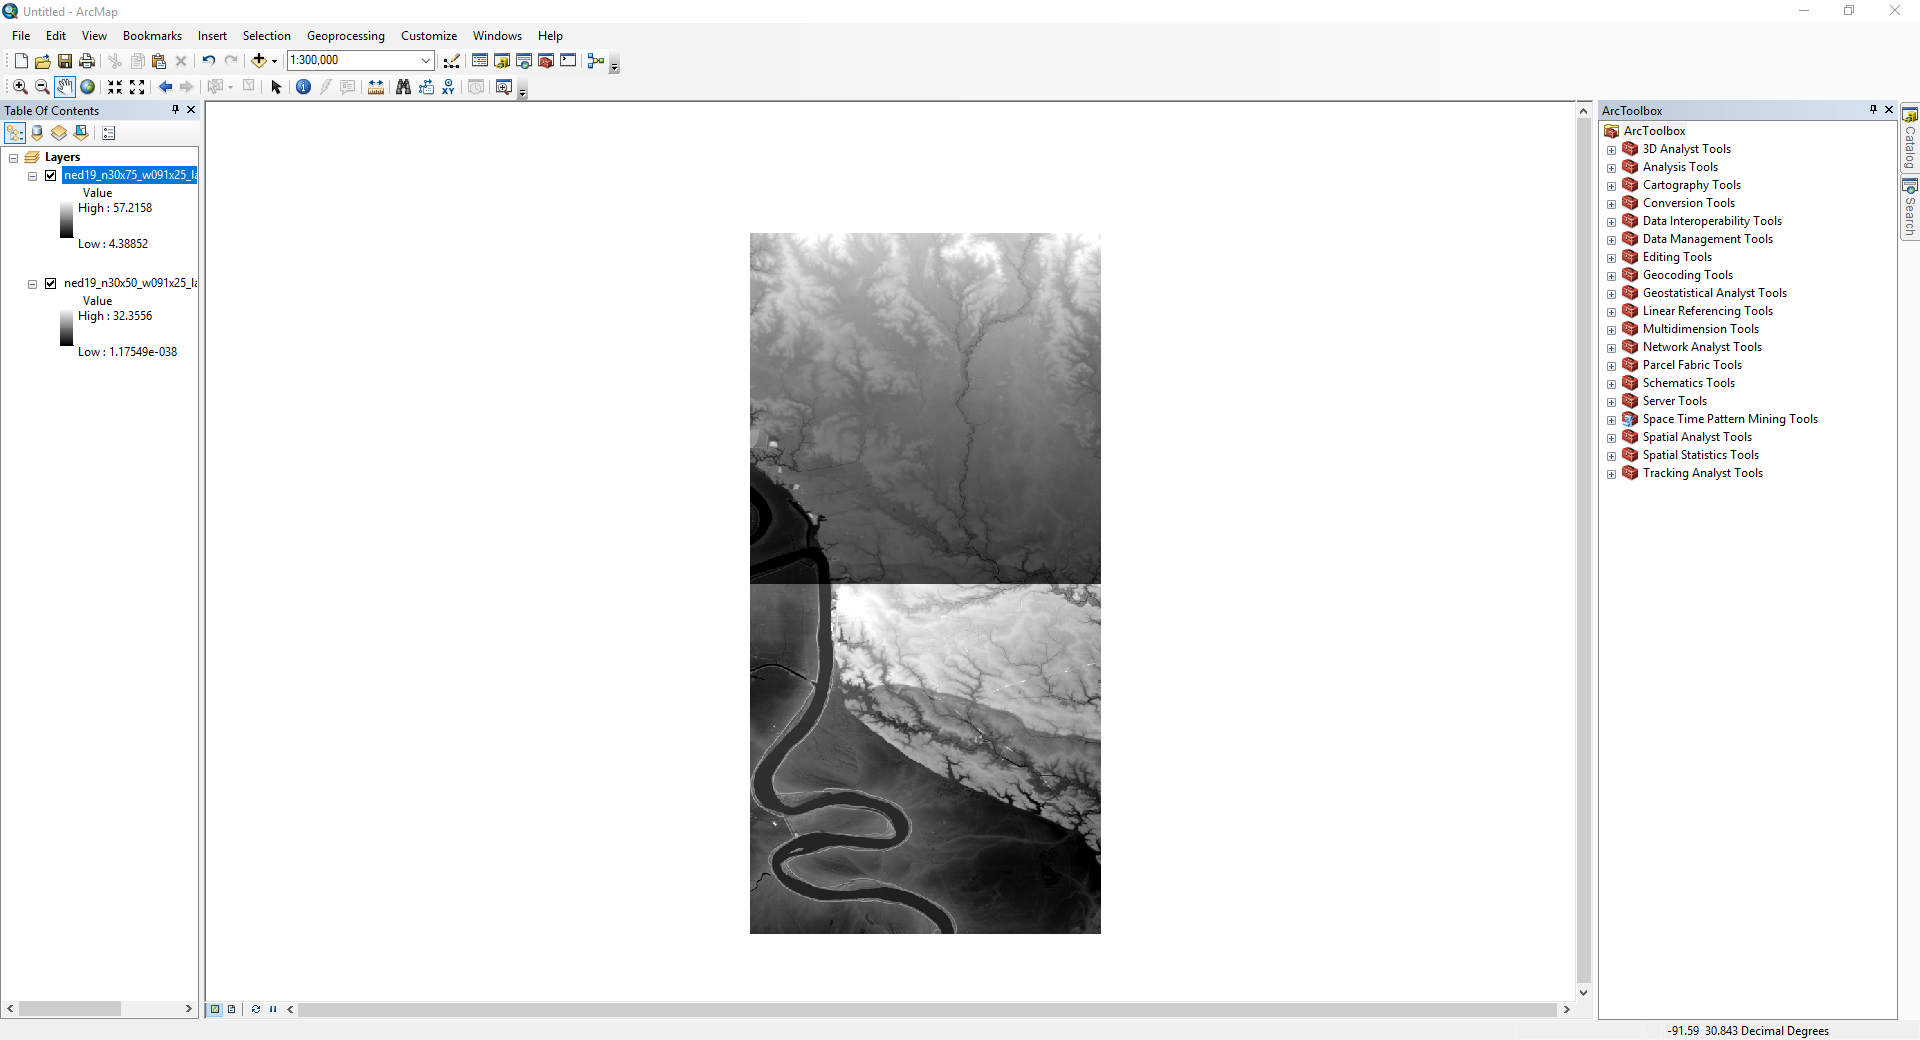 Untitled - ArcMap
File Edit View Bookmarks Insert Selection Geoprocessing Customize Windows Help
1:300,000
Table Of Contents
Layers
ned19_n30x75_w091x25_la
Value
High : 57.2158
Low : 4.38852
ned19_n30x50_w091x25_la
Value
High : 32.3556
Low : 1.17549e-038
ArcToolbox
ArcToolbox
3D Analyst Tools
Analysis Tools
Cartography Tools
Conversion Tools
Data Interoperability Tools
Data Management Tools
Editing Tools
Geocoding Tools
Geostatistical Analyst Tools
Linear Referencing Tools
Multidimension Tools
Network Analyst Tools
Parcel Fabric Tools
Schematics Tools
Server Tools
Space Time Pattern Mining Tools
Spatial Analyst Tools
Spatial Statistics Tools
Tracking Analyst Tools
Catalog
Search
-91.59 30.843 Decimal Degrees